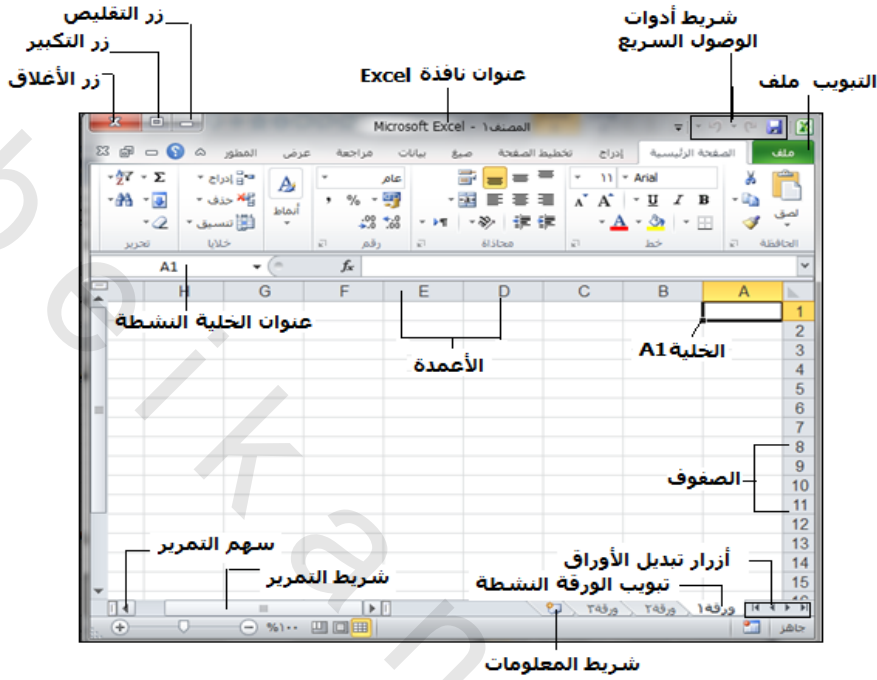 زر التقليص
زر التكبير
زر الأغلاق
عنوان نافذة Excel
شريط أدوات
الوصول السريع
التبويب ملف
المصنف١ - Microsoft Excel
ملف الصفحة الرئيسية إدراج تخطيط الصفحة صيغ بيانات مراجعة عرض المطور
Arial ١١ عام إدراج Σ
لصق B I U % أنماط حذف
A تنسيق
الحافظة خط محاذاة رقم خلايا تحرير
A1 fx
A B C D E F G H
عنوان الخلية النشطة
الأعمدة
الخلية A1
1
2
3
4
5
6
7
8
9
10
11
12
13
14
15
الصفوف
سهم التمرير
شريط التمرير
أزرار تبديل الأوراق
تبويب الورقة النشطة
ورقة١ ورقة٢ ورقة٣
جاهز %١٠٠
شريط المعلومات
b
e
i
k
a
n